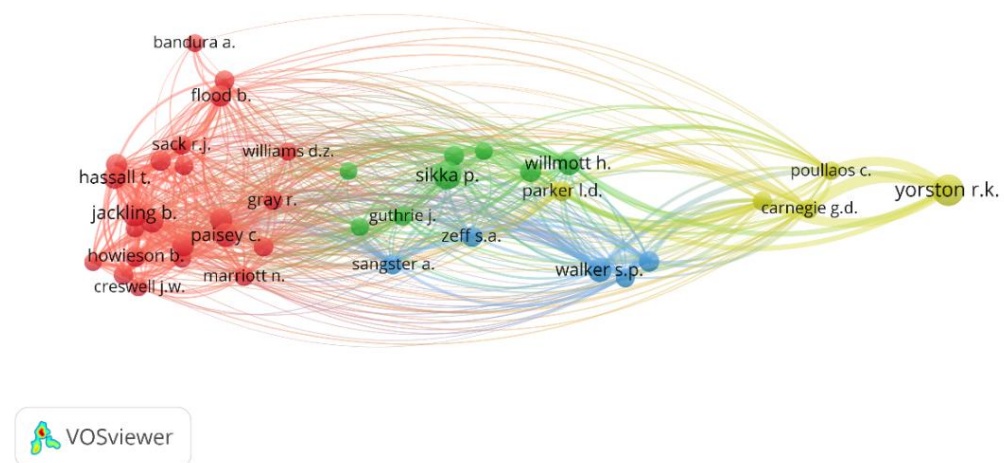 bandura a.
flood b.
sack r.j.
williams d.z.
hassall t.
gray r.
jackling b.
paisey c.
howieson b.
marriott n.
creswell j.w.
sikka p.
willmott h.
parker l.d.
guthrie j.
zeff s.a.
sangster a.
walker s.p.
poullaos c.
yorston r.k.
carnegie g.d.
VOSviewer